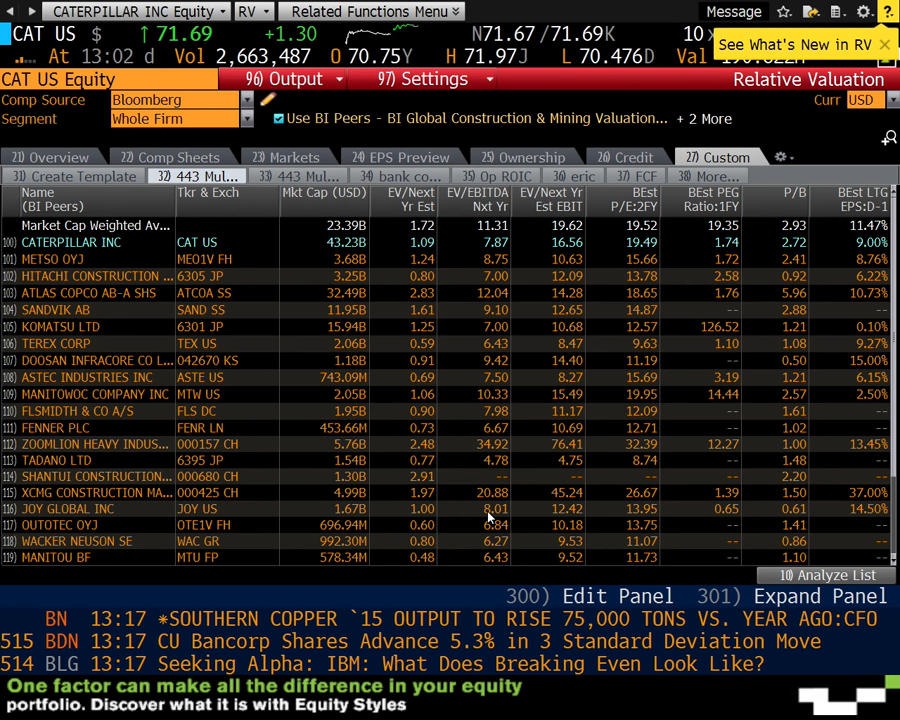 CATERPILLAR INC Equity RV Related Functions Menu Message ?
CAT US $ ↑ 71.69 +1.30 N71.67 /71.69K 10 x
At 13:02 d Vol 2,663,487 O 70.75Y H 71.97J L 70.476D Val
See What's New in RV ×
CAT US Equity 96) Output 97) Settings Relative Valuation
Comp Source Bloomberg Curr USD
Segment Whole Firm Use BI Peers - BI Global Construction & Mining Valuation... + 2 More
21) Overview 22) Comp Sheets 23) Markets 24) EPS Preview 25) Ownership 26) Credit 27) Custom
31) Create Template 32) 443 Mul... 33) 443 Mul... 34) bank co... 35) Op ROIC 36) eric 37) FCF 38) More...
Name Tkr & Exch Mkt Cap (USD) EV/Next EV/EBITDA EV/Next Yr BEst BEst PEG P/B BEst LTG
(BI Peers) Yr Est Nxt Yr Est EBIT P/E:2FY Ratio:1FY EPS:D-1
Market Cap Weighted Av... 23.39B 1.72 11.31 19.62 19.52 19.35 2.93 11.47%
100) CATERPILLAR INC CAT US 43.23B 1.09 7.87 16.56 19.49 1.74 2.72 9.00%
101) METSO OYJ MEO1V FH 3.68B 1.24 8.75 10.63 15.66 1.72 2.41 8.76%
102) HITACHI CONSTRUCTION ... 6305 JP 3.25B 0.80 7.00 12.09 13.78 2.58 0.92 6.22%
103) ATLAS COPCO AB-A SHS ATCOA SS 32.49B 2.83 12.04 14.28 18.65 1.76 5.96 10.73%
104) SANDVIK AB SAND SS 11.95B 1.61 9.10 12.65 14.87 -- 2.88 --
105) KOMATSU LTD 6301 JP 15.94B 1.25 7.00 10.68 12.57 126.52 1.21 0.10%
106) TEREX CORP TEX US 2.06B 0.59 6.43 8.47 9.63 1.10 1.08 9.27%
107) DOOSAN INFRACORE CO L... 042670 KS 1.18B 0.91 9.42 14.40 11.19 -- 0.50 15.00%
108) ASTEC INDUSTRIES INC ASTE US 743.09M 0.69 7.50 8.27 15.69 3.19 1.21 6.15%
109) MANITOWOC COMPANY INC MTW US 2.05B 1.06 10.33 15.49 19.95 14.44 2.57 2.50%
110) FLSMIDTH & CO A/S FLS DC 1.95B 0.90 7.98 11.17 12.09 -- 1.61 --
111) FENNER PLC FENR LN 453.66M 0.73 6.67 10.69 12.71 -- 1.02 --
112) ZOOMLION HEAVY INDUS... 000157 CH 5.76B 2.48 34.92 76.41 32.39 12.27 1.00 13.45%
113) TADANO LTD 6395 JP 1.54B 0.77 4.78 4.75 8.74 -- 1.48 --
114) SHANTUI CONSTRUCTION... 000680 CH 1.30B 2.91 -- -- -- -- 2.20 --
115) XCMG CONSTRUCTION MA... 000425 CH 4.99B 1.97 20.88 45.24 26.67 1.39 1.50 37.00%
116) JOY GLOBAL INC JOY US 1.67B 1.00 8.01 12.42 13.95 0.65 0.61 14.50%
117) OUTOTEC OYJ OTE1V FH 696.94M 0.60 6.84 10.18 13.75 -- 1.41 --
118) WACKER NEUSON SE WAC GR 992.30M 0.80 6.27 9.53 11.07 -- 0.86 --
119) MANITOU BF MTU FP 578.34M 0.48 6.43 9.52 11.73 -- 1.10 --
10) Analyze List
300) Edit Panel 301) Expand Panel
BN 13:17 *SOUTHERN COPPER `15 OUTPUT TO RISE 75,000 TONS VS. YEAR AGO:CFO
515 BDN 13:17 CU Bancorp Shares Advance 5.3% in 3 Standard Deviation Move
514 BLG 13:17 Seeking Alpha: IBM: What Does Breaking Even Look Like?
One factor can make all the difference in your equity
portfolio. Discover what it is with Equity Styles